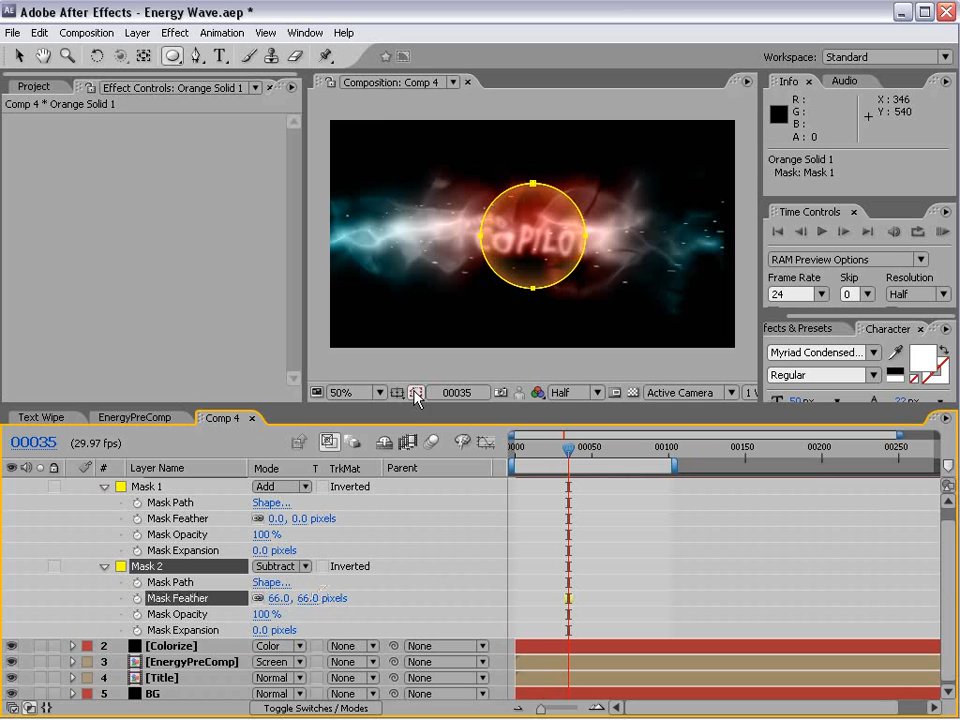 Adobe After Effects - Energy Wave.aep *
File Edit Composition Layer Effect Animation View Window Help
Workspace: Standard
Project
Effect Controls: Orange Solid 1
Comp 4 * Orange Solid 1
Composition: Comp 4
COPILOT
50%
00035
Half
Active Camera
1 V
Info
Audio
R :
G :
B :
A : 0
X : 346
Y : 540
Orange Solid 1
Mask: Mask 1
Time Controls
RAM Preview Options
Frame Rate Skip Resolution
24 0 Half
fects & Presets
Character
Myriad Condensed...
Regular
Text Wipe
EnergyPreComp
Comp 4
00035 (29.97 fps)
0000 00050 00100 00150 00200 00250
# Layer Name Mode T TrkMat Parent
Mask 1 Add Inverted
Mask Path Shape...
Mask Feather 0.0, 0.0 pixels
Mask Opacity 100 %
Mask Expansion 0.0 pixels
Mask 2 Subtract Inverted
Mask Path Shape...
Mask Feather 66.0, 66.0 pixels
Mask Opacity 100 %
Mask Expansion 0.0 pixels
2 [Colorize] Color None None
3 [EnergyPreComp] Screen None None
4 [Title] Normal None None
5 BG Normal None None
Toggle Switches / Modes